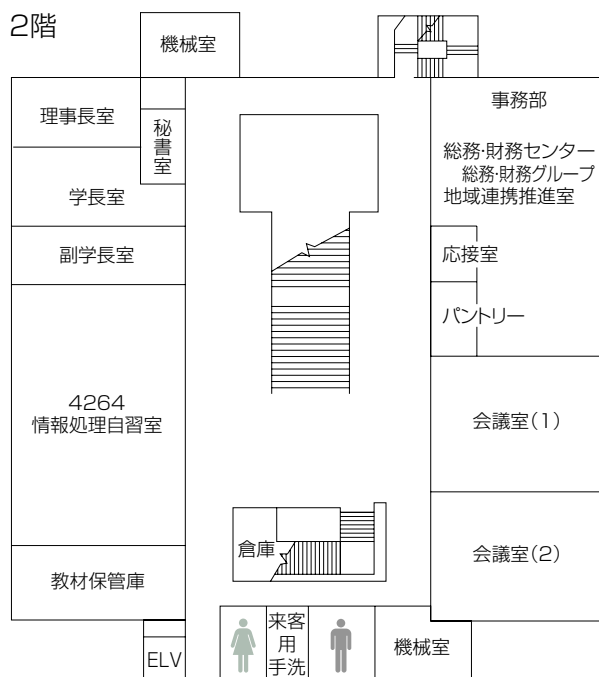 2階
機械室
理事長室
秘書室
学長室
副学長室
4264
情報処理自習室
教材保管庫
ELV
倉庫
来客
用
手洗
機械室
事務部
総務・財務センター
総務・財務グループ
地域連携推進室
応接室
パントリー
会議室(1)
会議室(2)